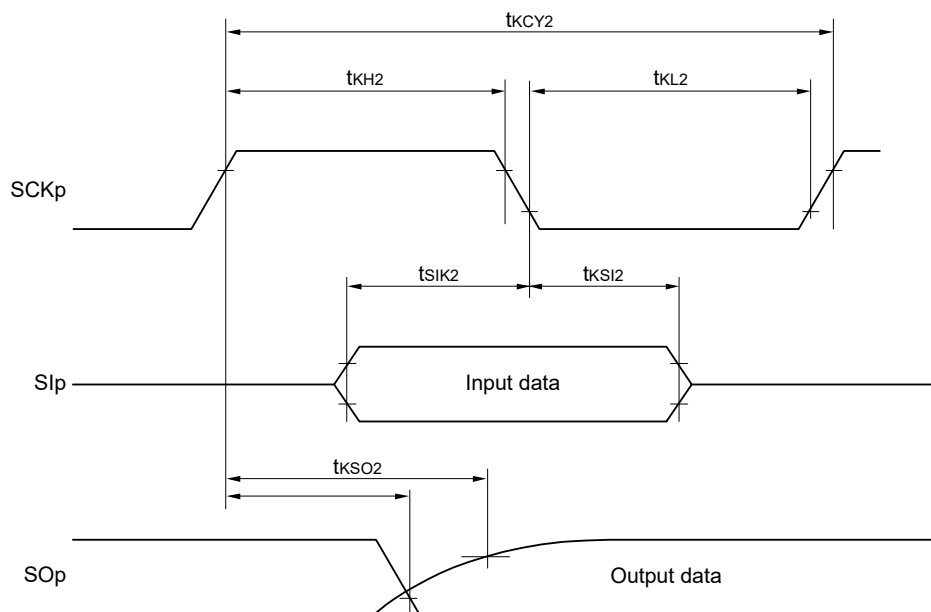 tKCY2
tKH2
tKL2
SCKp
tSIK2
tKSI2
SIp
Input data
tKSO2
SOp
Output data